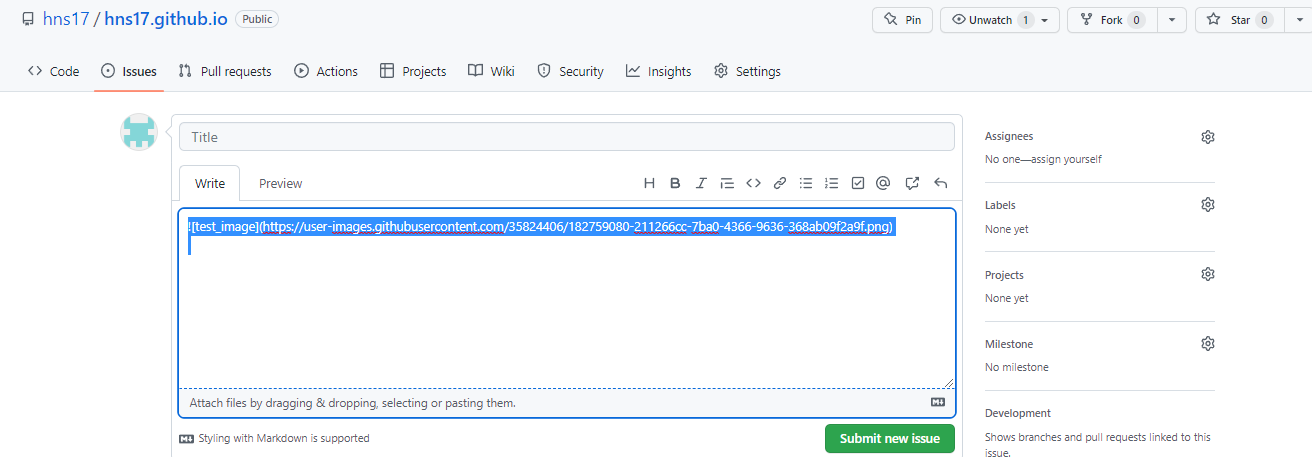 hns17 / hns17.github.io Public
Pin Unwatch 1 Fork 0 Star 0
Code Issues Pull requests Actions Projects Wiki Security Insights Settings
Title
Write Preview
![test_image](https://user-images.githubusercontent.com/35824406/182759080-211266cc-7ba0-4366-9636-368ab09f2a9f.png)
Attach files by dragging & dropping, selecting or pasting them.
Styling with Markdown is supported
Submit new issue
Assignees
No one—assign yourself
Labels
None yet
Projects
None yet
Milestone
No milestone
Development
Shows branches and pull requests linked to this
issue.